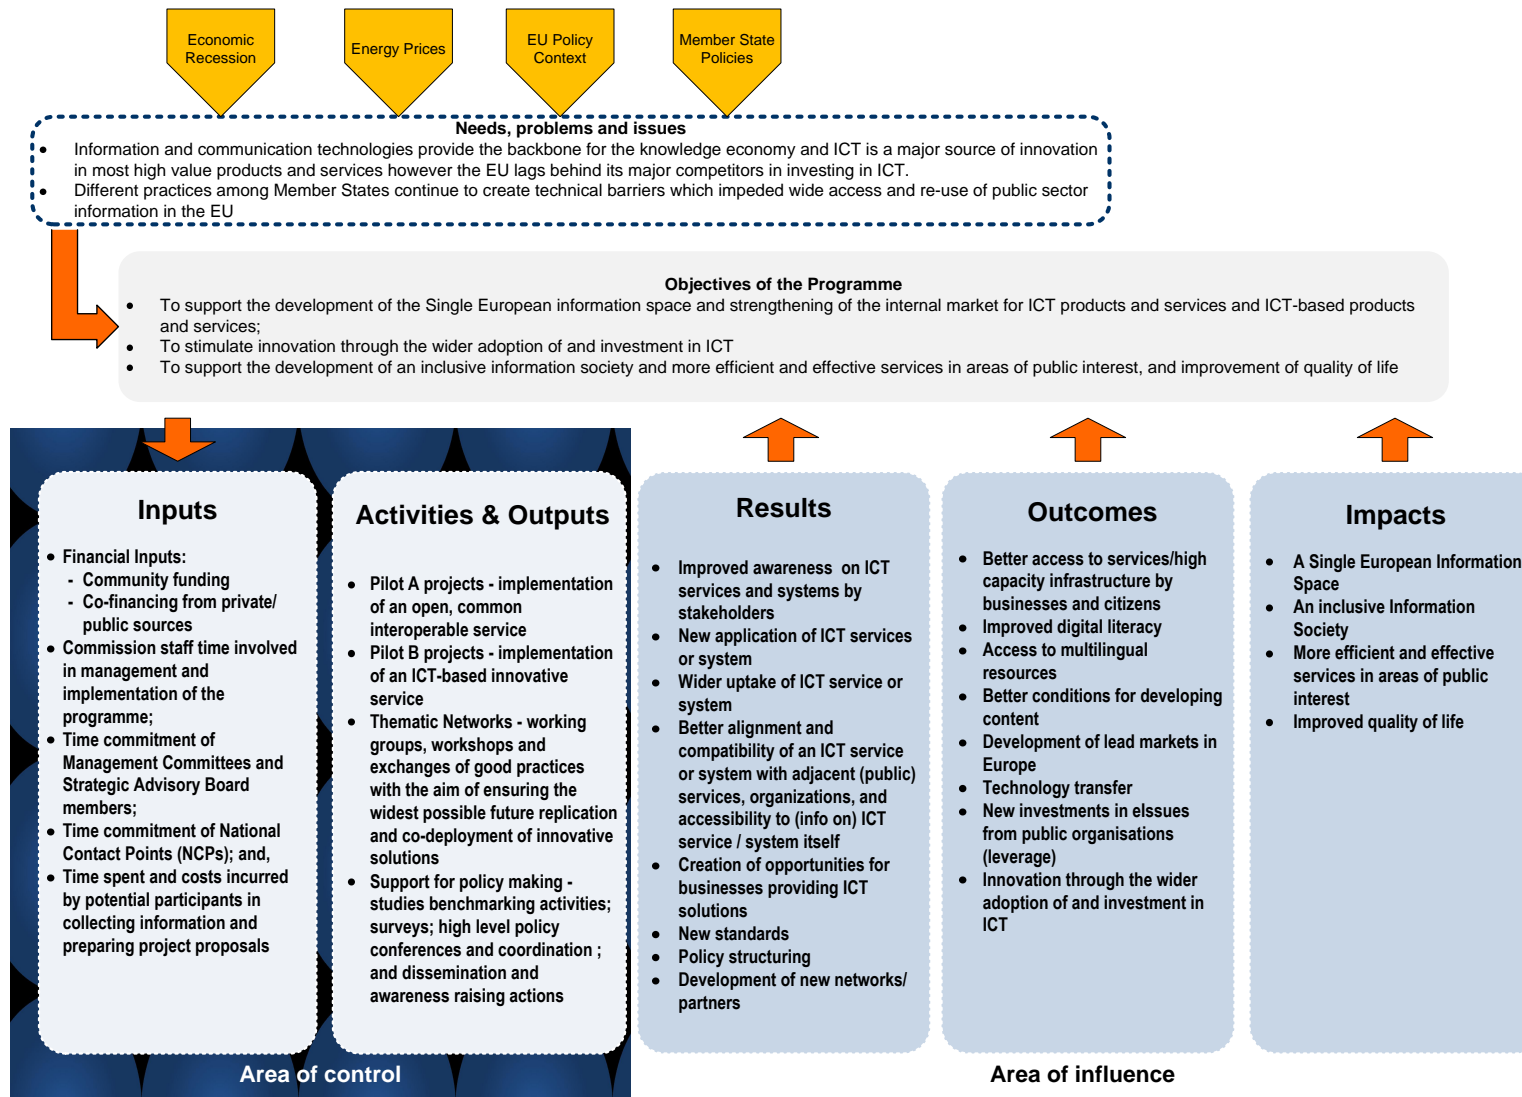 Economic
Recession
Energy Prices
EU Policy
Context
Member State
Policies
Needs, problems and issues
• Information and communication technologies provide the backbone for the knowledge economy and ICT is a major source of innovation
in most high value products and services however the EU lags behind its major competitors in investing in ICT.
• Different practices among Member States continue to create technical barriers which impeded wide access and re-use of public sector
information in the EU
Objectives of the Programme
• To support the development of the Single European information space and strengthening of the internal market for ICT products and services and ICT-based products
and services;
• To stimulate innovation through the wider adoption of and investment in ICT
• To support the development of an inclusive information society and more efficient and effective services in areas of public interest, and improvement of quality of life
Inputs
• Financial Inputs:
- Community funding
- Co-financing from private/
public sources
• Commission staff time involved
in management and
implementation of the
programme;
• Time commitment of
Management Committees and
Strategic Advisory Board
members;
• Time commitment of National
Contact Points (NCPs); and,
• Time spent and costs incurred
by potential participants in
collecting information and
preparing project proposals
Activities & Outputs
• Pilot A projects - implementation
of an open, common
interoperable service
• Pilot B projects - implementation
of an ICT-based innovative
service
• Thematic Networks - working
groups, workshops and
exchanges of good practices
with the aim of ensuring the
widest possible future replication
and co-deployment of innovative
solutions
• Support for policy making -
studies benchmarking activities;
surveys; high level policy
conferences and coordination ;
and dissemination and
awareness raising actions
Results
• Improved awareness on ICT
services and systems by
stakeholders
• New application of ICT services
or system
• Wider uptake of ICT service or
system
• Better alignment and
compatibility of an ICT service
or system with adjacent (public)
services, organizations, and
accessibility to (info on) ICT
service / system itself
• Creation of opportunities for
businesses providing ICT
solutions
• New standards
• Policy structuring
• Development of new networks/
partners
Outcomes
• Better access to services/high
capacity infrastructure by
businesses and citizens
• Improved digital literacy
• Access to multilingual
resources
• Better conditions for developing
content
• Development of lead markets in
Europe
• Technology transfer
• New investments in eIssues
from public organisations
(leverage)
• Innovation through the wider
adoption of and investment in
ICT
Impacts
• A Single European Information
Space
• An inclusive Information
Society
• More efficient and effective
services in areas of public
interest
• Improved quality of life
Area of control
Area of influence